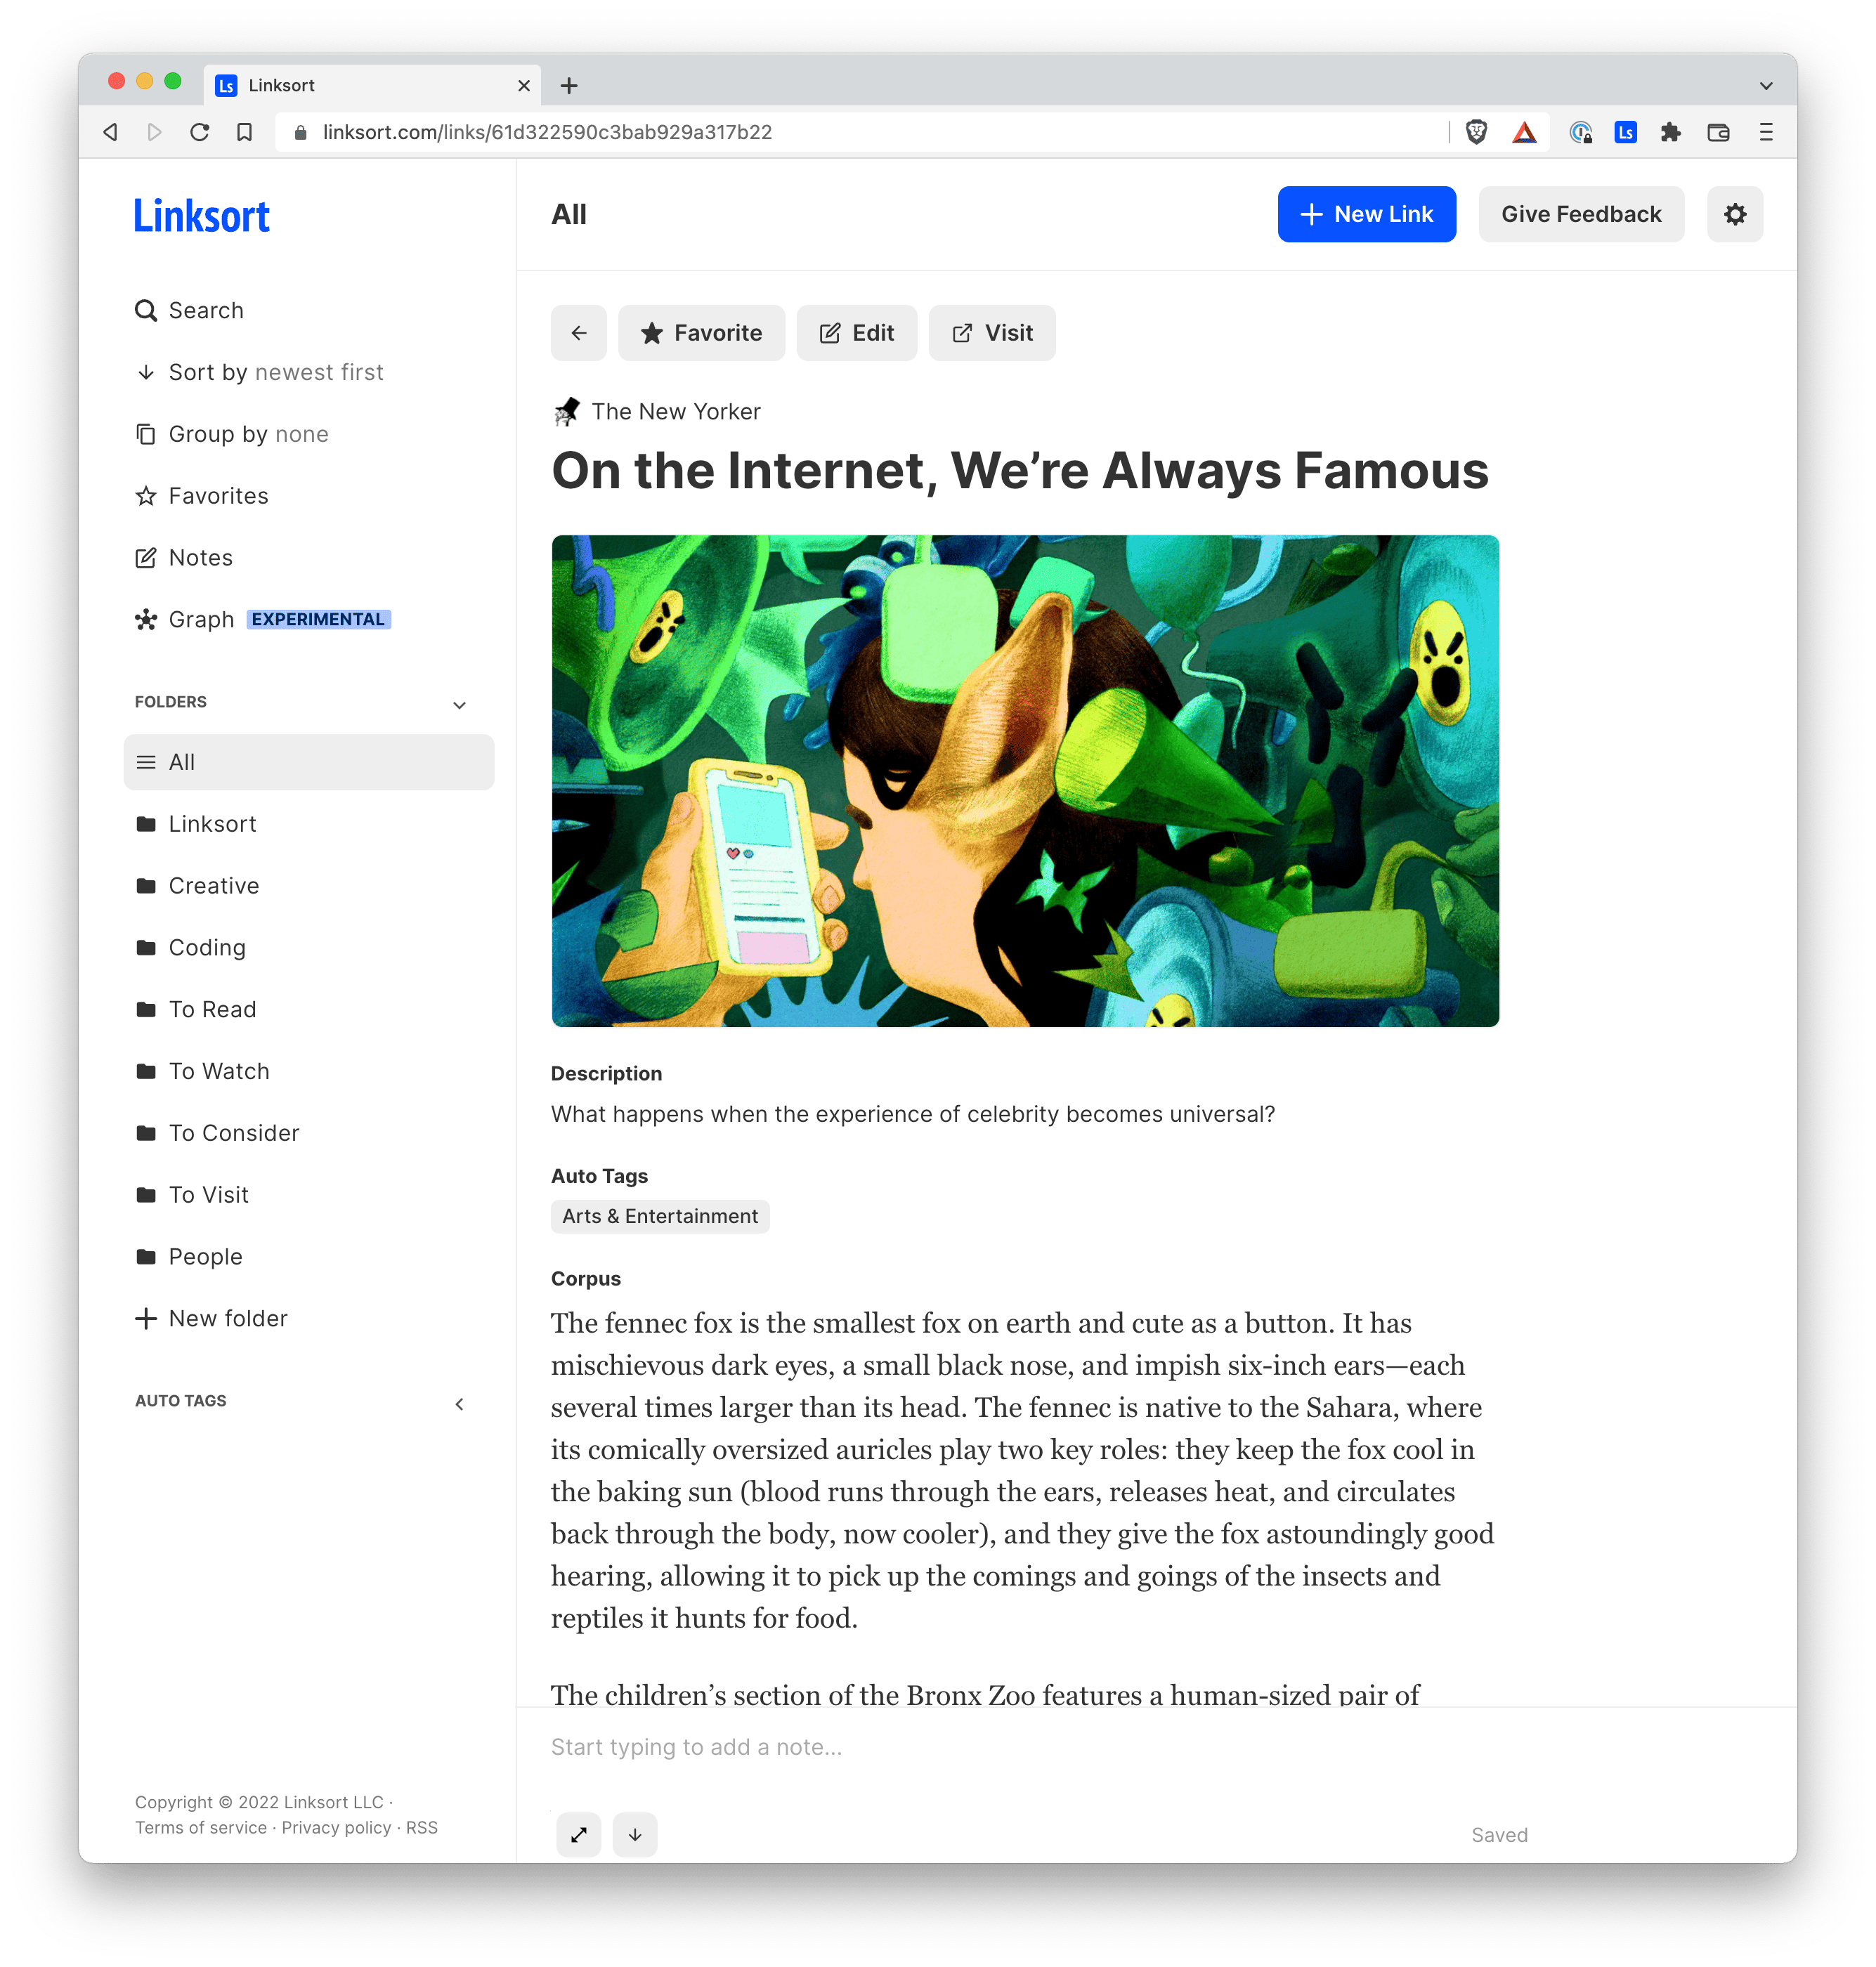 Ls Linksort
linksort.com/links/61d322590c3bab929a317b22
Ls
Linksort
Search
Sort by newest first
Group by none
Favorites
Notes
Graph EXPERIMENTAL
FOLDERS
All
Linksort
Creative
Coding
To Read
To Watch
To Consider
To Visit
People
New folder
AUTO TAGS
Copyright © 2022 Linksort LLC ·
Terms of service · Privacy policy · RSS
All
New Link
Give Feedback
Favorite
Edit
Visit
The New Yorker
On the Internet, We’re Always Famous
Description
What happens when the experience of celebrity becomes universal?
Auto Tags
Arts & Entertainment
Corpus
The fennec fox is the smallest fox on earth and cute as a button. It has
mischievous dark eyes, a small black nose, and impish six-inch ears—each
several times larger than its head. The fennec is native to the Sahara, where
its comically oversized auricles play two key roles: they keep the fox cool in
the baking sun (blood runs through the ears, releases heat, and circulates
back through the body, now cooler), and they give the fox astoundingly good
hearing, allowing it to pick up the comings and goings of the insects and
reptiles it hunts for food.
The children’s section of the Bronx Zoo features a human-sized pair of
Start typing to add a note...
Saved